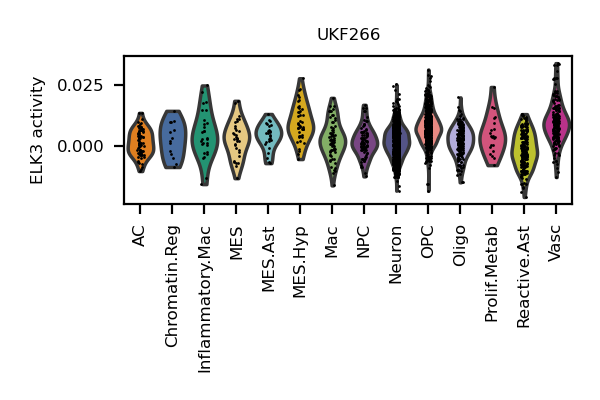 UKF266
ELK3 activity
0.025
0.000
AC
Chromatin.Reg
Inflammatory.Mac
MES
MES.Ast
MES.Hyp
Mac
NPC
Neuron
OPC
Oligo
Prolif.Metab
Reactive.Ast
Vasc